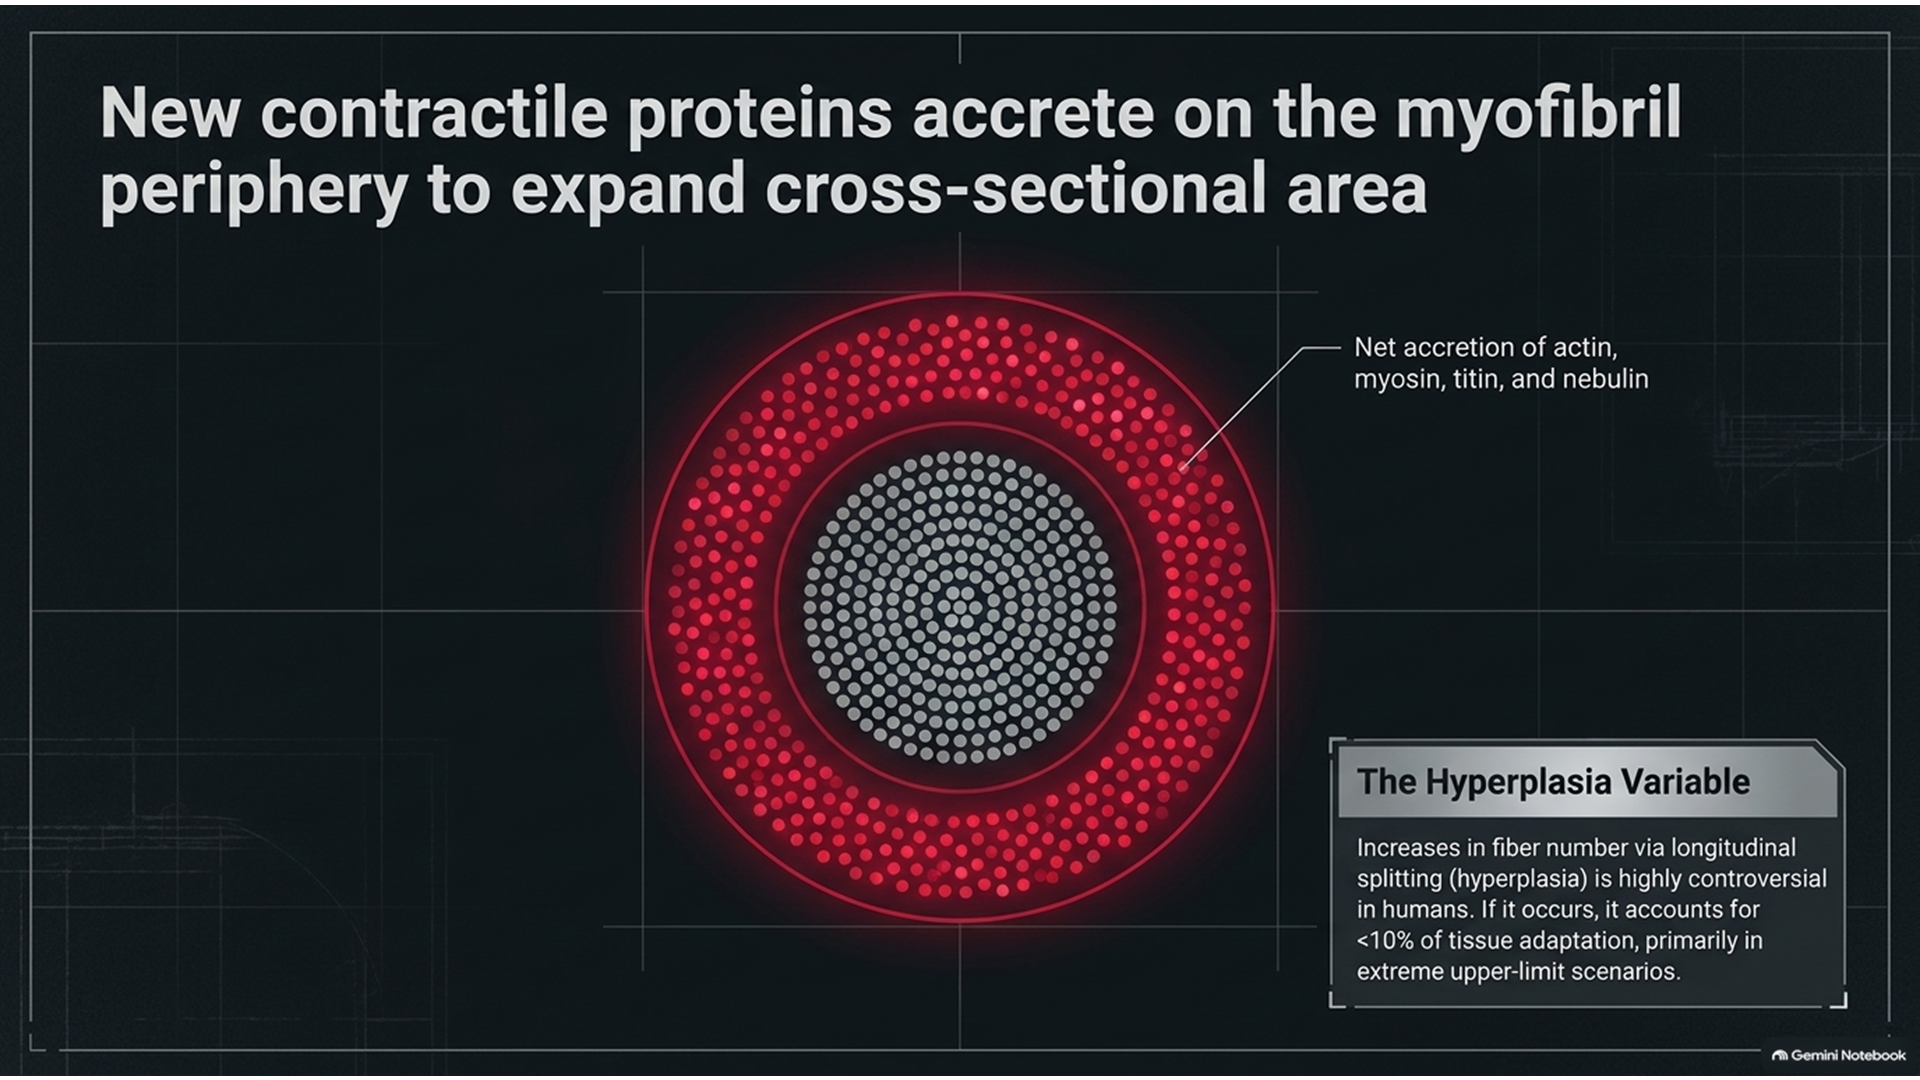 New contractile proteins accrete on the myofibril
periphery to expand cross-sectional area
Net accretion of actin,
myosin, titin, and nebulin
The Hyperplasia Variable
Increases in fiber number via longitudinal
splitting (hyperplasia) is highly controversial
in humans. If it occurs, it accounts for
<10% of tissue adaptation, primarily in
extreme upper-limit scenarios.
Gemini Notebook